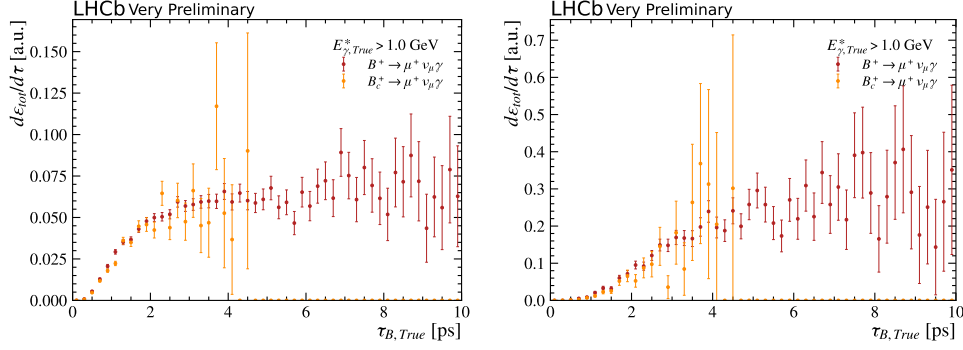 LHCb Very Preliminary
dε_tot/dτ [a.u.]
0.150
0.125
0.100
0.075
0.050
0.025
0.000
E*_γ,True > 1.0 GeV
B⁺ → μ⁺ ν_μ γ
B_c⁺ → μ⁺ ν_μ γ
0 2 4 6 8 10
τ_B,True [ps]
LHCb Very Preliminary
dε_tot/dτ [a.u.]
0.7
0.6
0.5
0.4
0.3
0.2
0.1
0.0
E*_γ,True > 1.0 GeV
B⁺ → μ⁺ ν_μ γ
B_c⁺ → μ⁺ ν_μ γ
0 2 4 6 8 10
τ_B,True [ps]